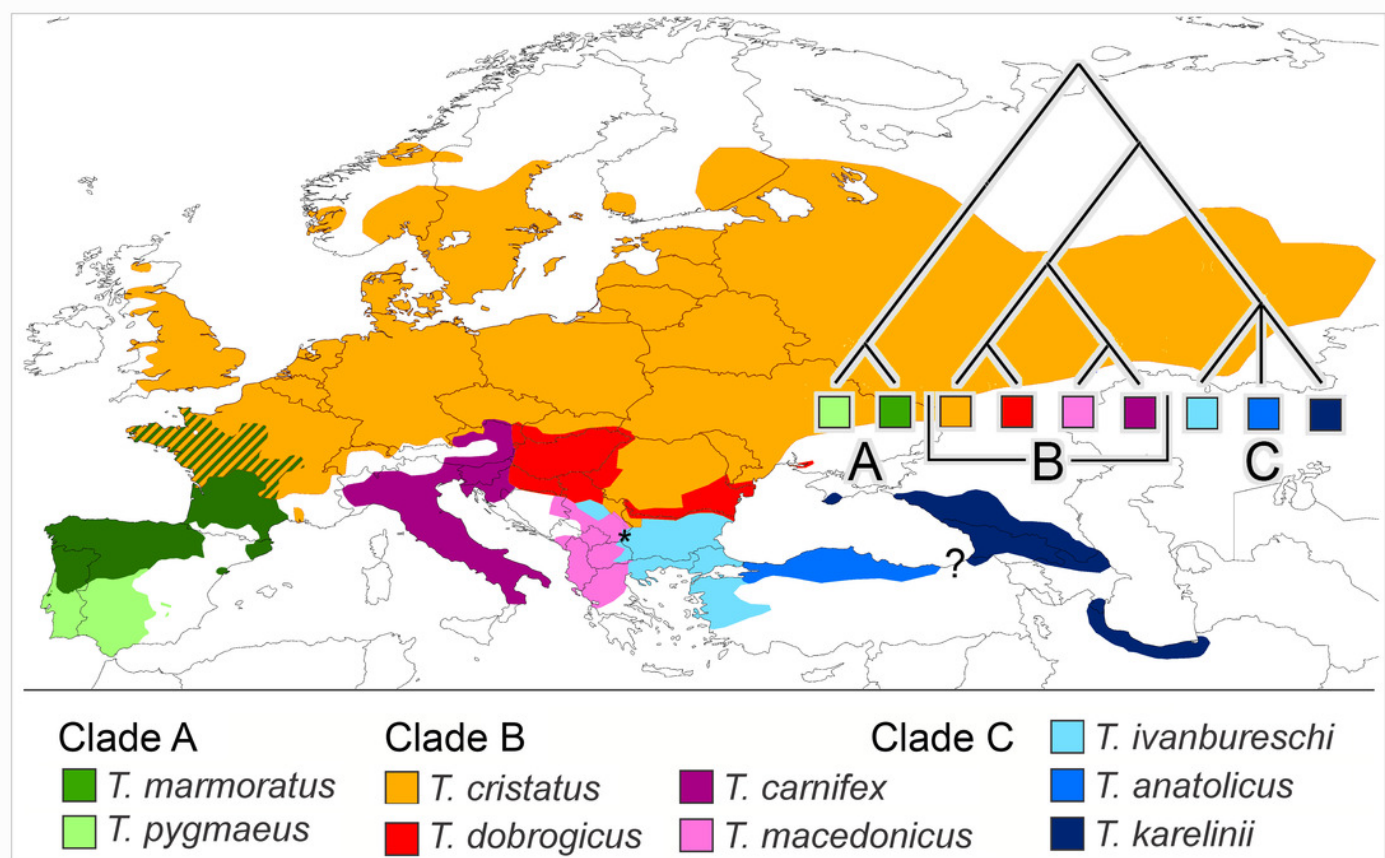 A
B
C
*
?
Clade A
T. marmoratus
T. pygmaeus
Clade B
T. cristatus
T. dobrogicus
T. carnifex
T. macedonicus
Clade C
T. ivanbureschi
T. anatolicus
T. karelinii